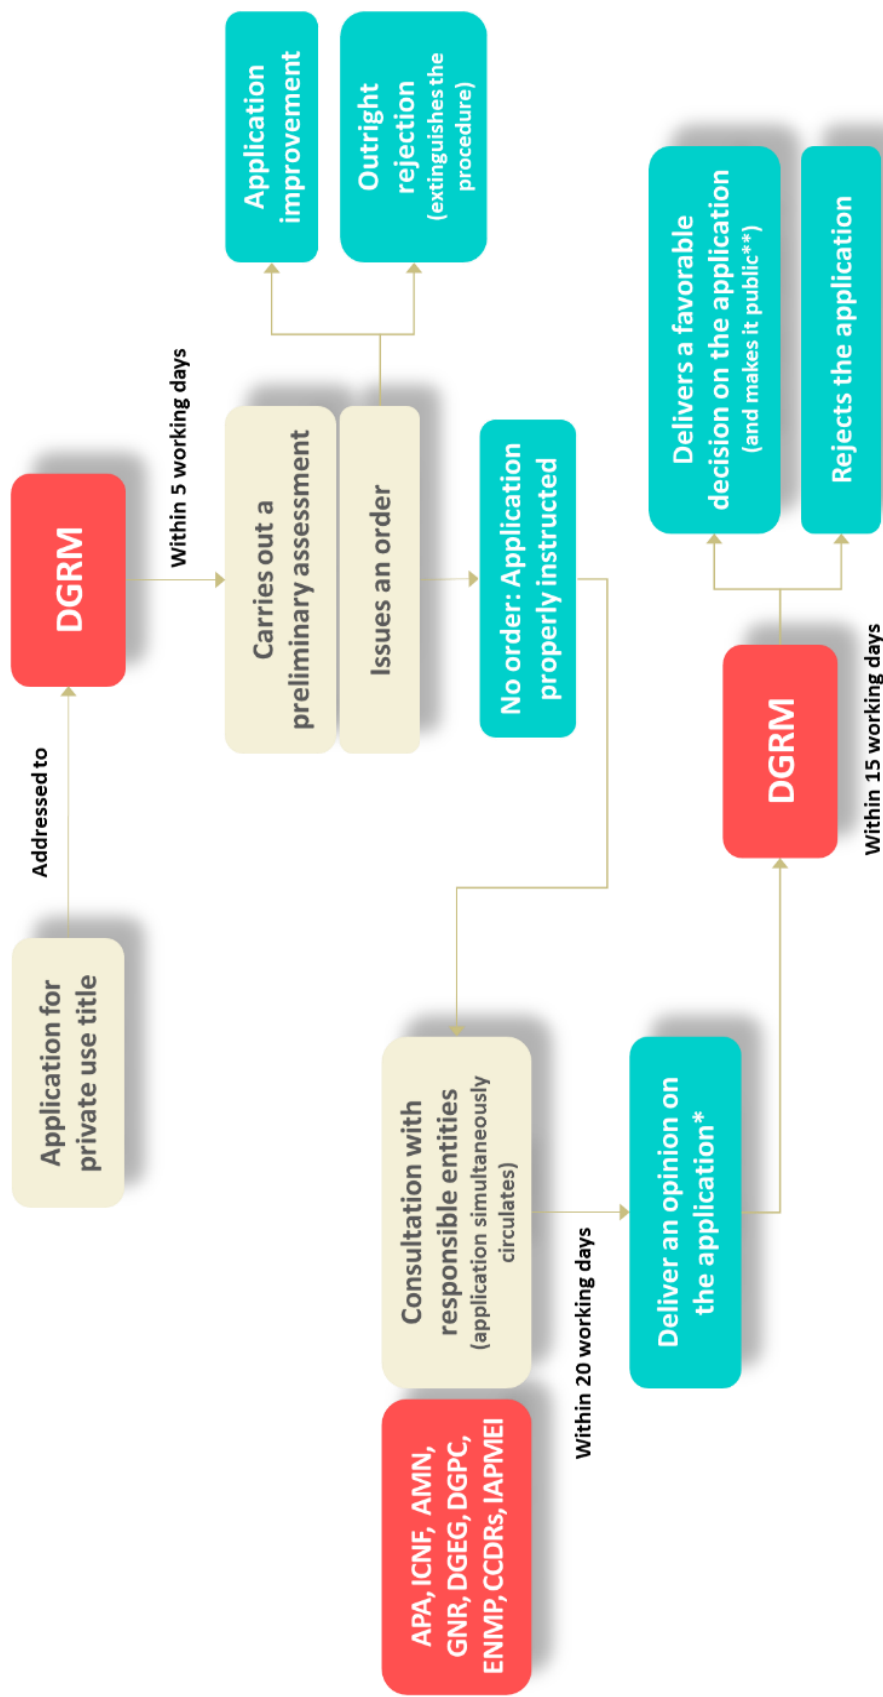 Application for
private use title
Addressed to
DGRM
Within 5 working days
Carries out a
preliminary assessment
Issues an order
Application
improvement
Outright
rejection
(extinguishes the
procedure)
No order: Application
properly instructed
APA, ICNF, AMN,
GNR, DGEG, DGPC,
ENMP, CCDRs, IAPMEI
Consultation with
responsible entities
(application simultaneously
circulates)
Within 20 working days
Deliver an opinion on
the application*
DGRM
Within 15 working days
Delivers a favorable
decision on the application
(and makes it public**)
Rejects the application